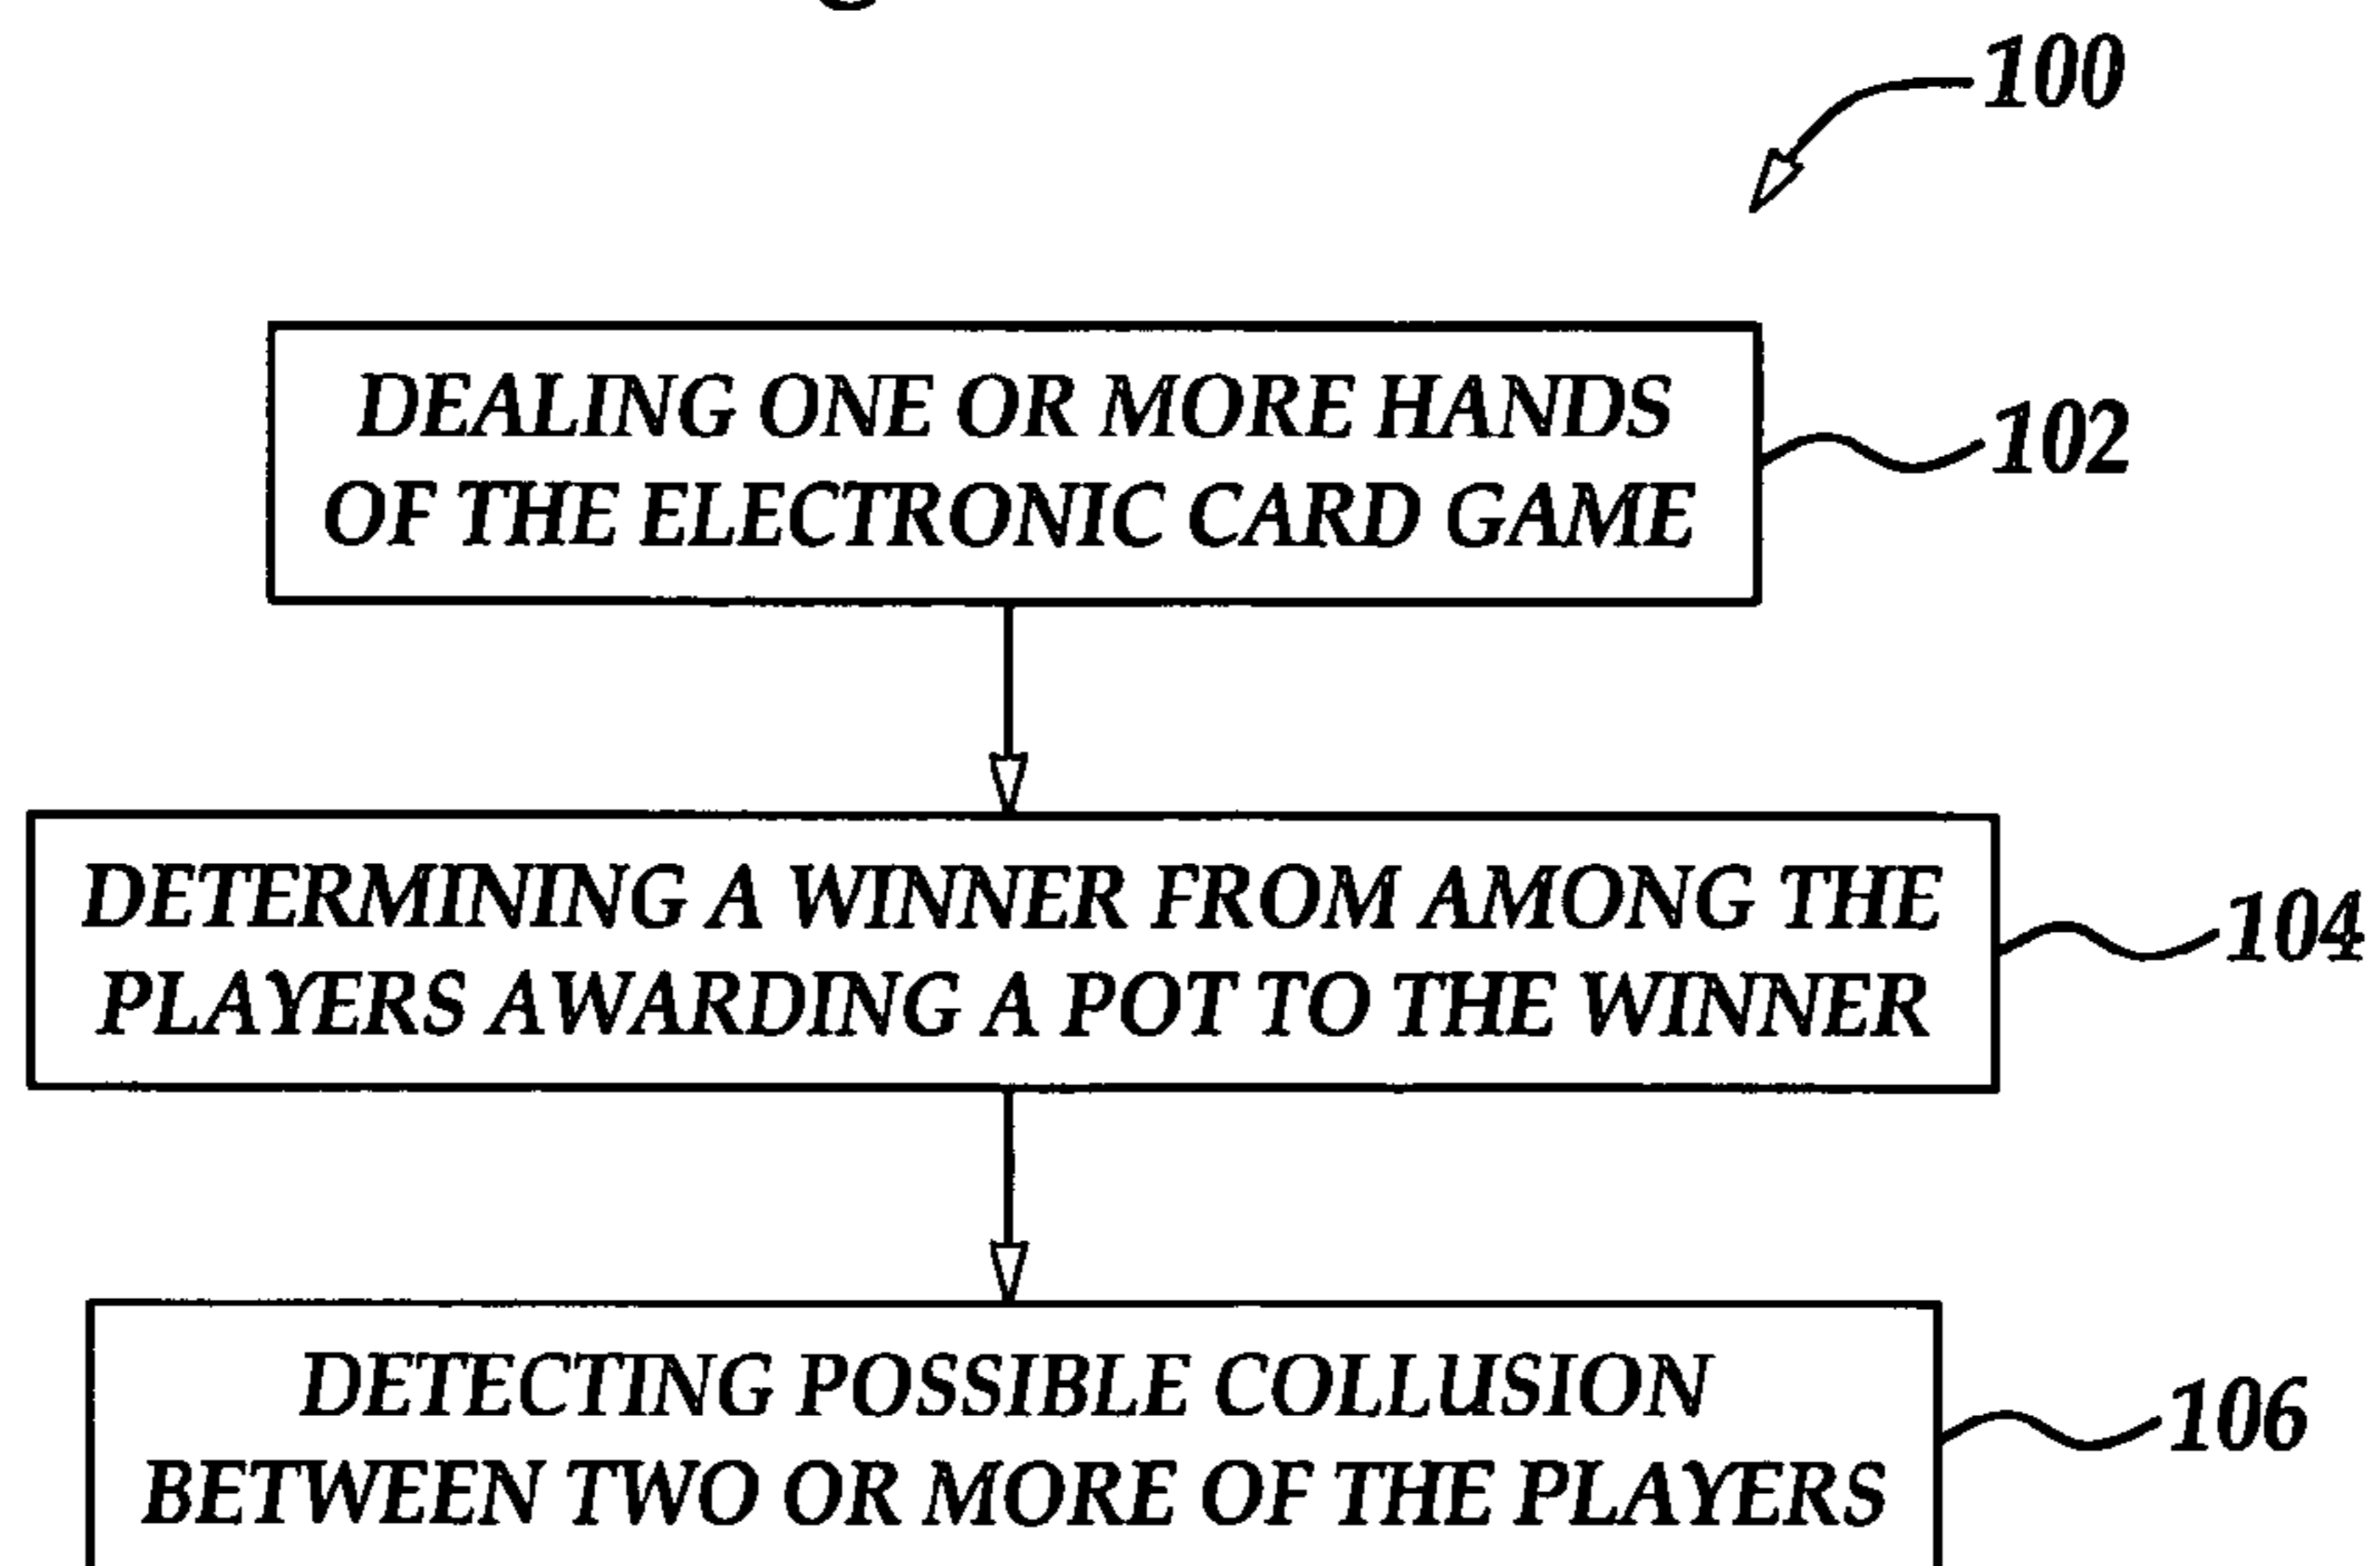 100
DEALING ONE OR MORE HANDS
OF THE ELECTRONIC CARD GAME
102
DETERMINING A WINNER FROM AMONG THE
PLAYERS AWARDING A POT TO THE WINNER
104
DETECTING POSSIBLE COLLUSION
BETWEEN TWO OR MORE OF THE PLAYERS
106